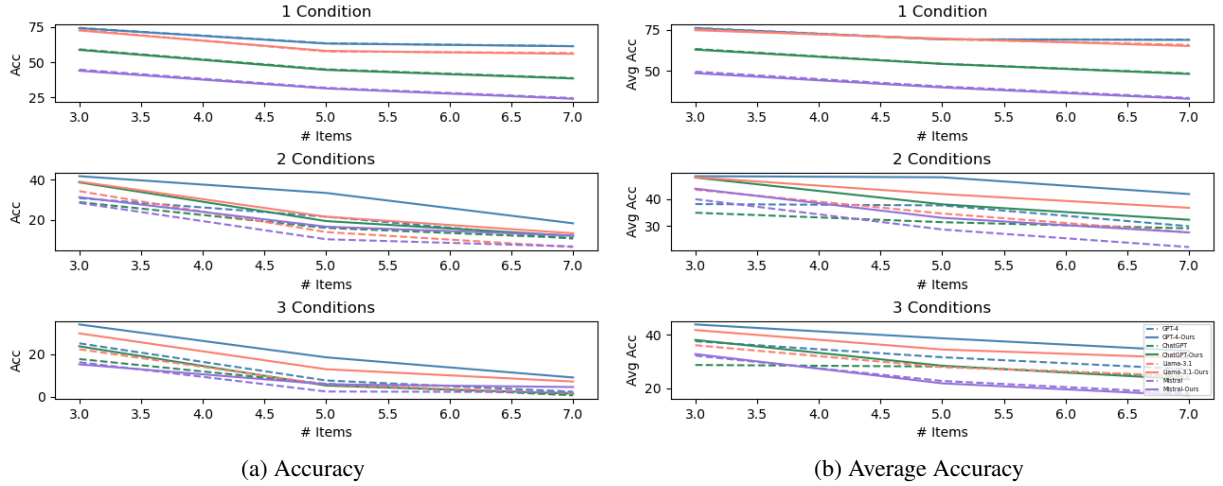 1 Condition
75
50
25
Acc
3.0 3.5 4.0 4.5 5.0 5.5 6.0 6.5 7.0
# Items
2 Conditions
40
20
Acc
3.0 3.5 4.0 4.5 5.0 5.5 6.0 6.5 7.0
# Items
3 Conditions
20
0
Acc
3.0 3.5 4.0 4.5 5.0 5.5 6.0 6.5 7.0
# Items
(a) Accuracy
1 Condition
75
50
Avg Acc
3.0 3.5 4.0 4.5 5.0 5.5 6.0 6.5 7.0
# Items
2 Conditions
40
30
Avg Acc
3.0 3.5 4.0 4.5 5.0 5.5 6.0 6.5 7.0
# Items
3 Conditions
40
20
Avg Acc
GPT-4
GPT-4-Ours
ChatGPT
ChatGPT-Ours
Llama-3.1
Llama-3.1-Ours
Mistral
Mistral-Ours
3.0 3.5 4.0 4.5 5.0 5.5 6.0 6.5 7.0
# Items
(b) Average Accuracy